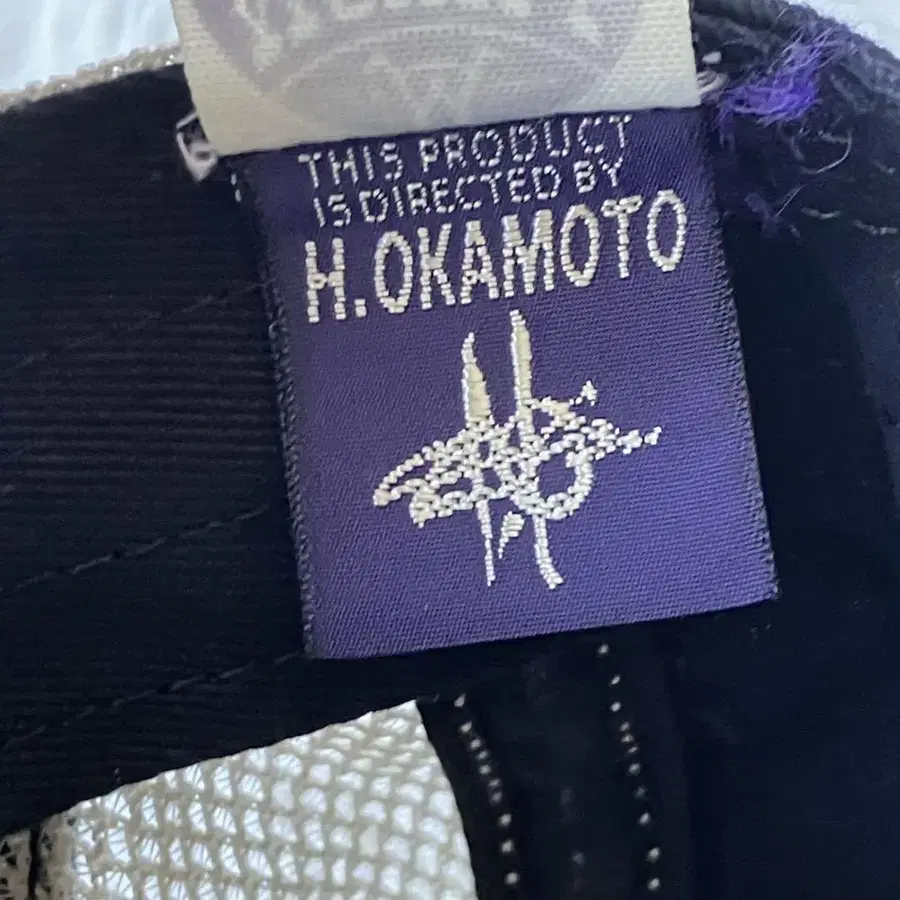 THIS PRODUCT
IS DIRECTED BY
H.OKAMOTO